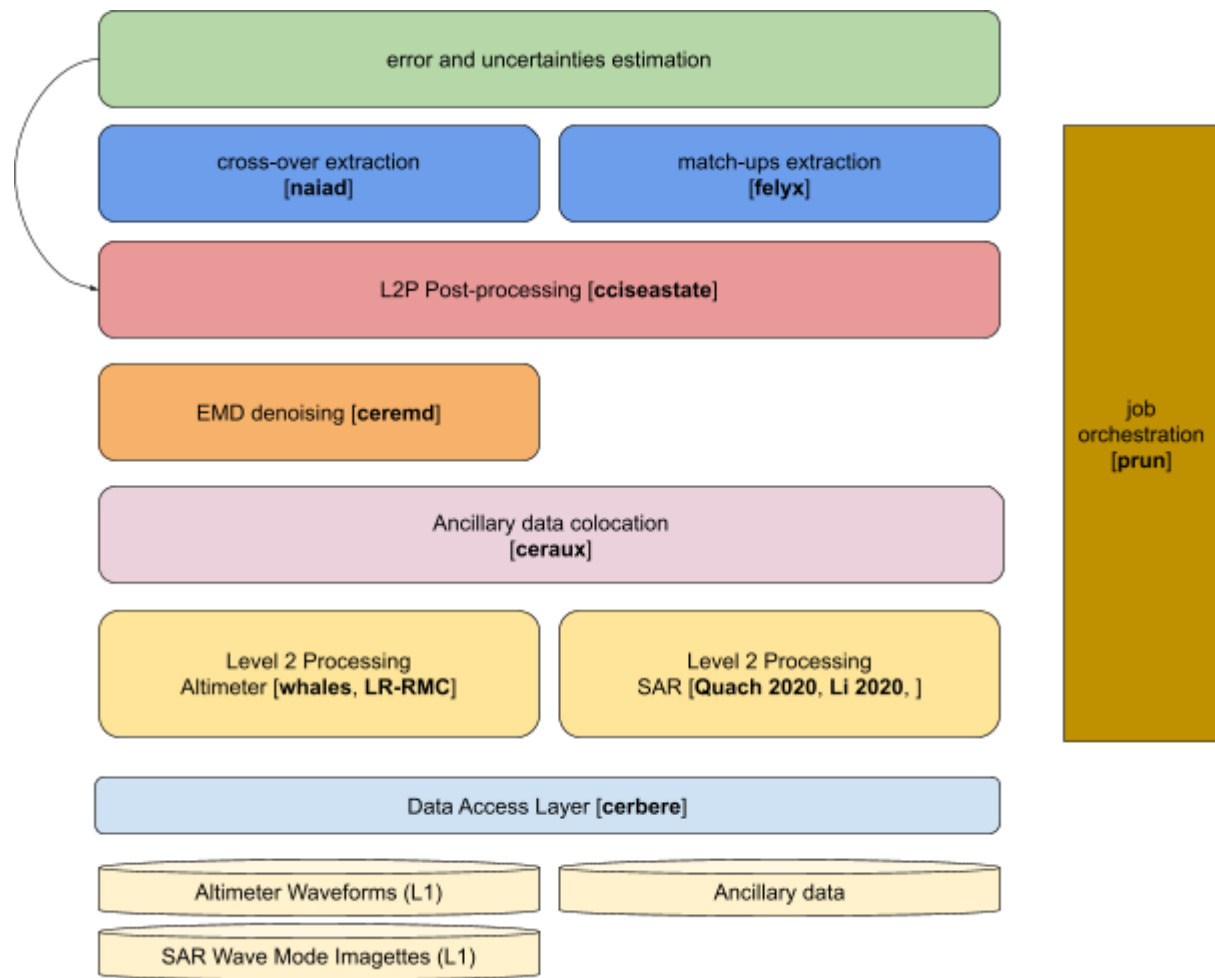 error and uncertainties estimation
cross-over extraction
[naiad]
match-ups extraction
[felyx]
L2P Post-processing [cciseastate]
EMD denoising [ceremd]
job
orchestration
[prun]
Ancillary data colocation
[ceraux]
Level 2 Processing
Altimeter [whales, LR-RMC]
Level 2 Processing
SAR [Quach 2020, Li 2020, ]
Data Access Layer [cerbere]
Altimeter Waveforms (L1)
Ancillary data
SAR Wave Mode Imagettes (L1)